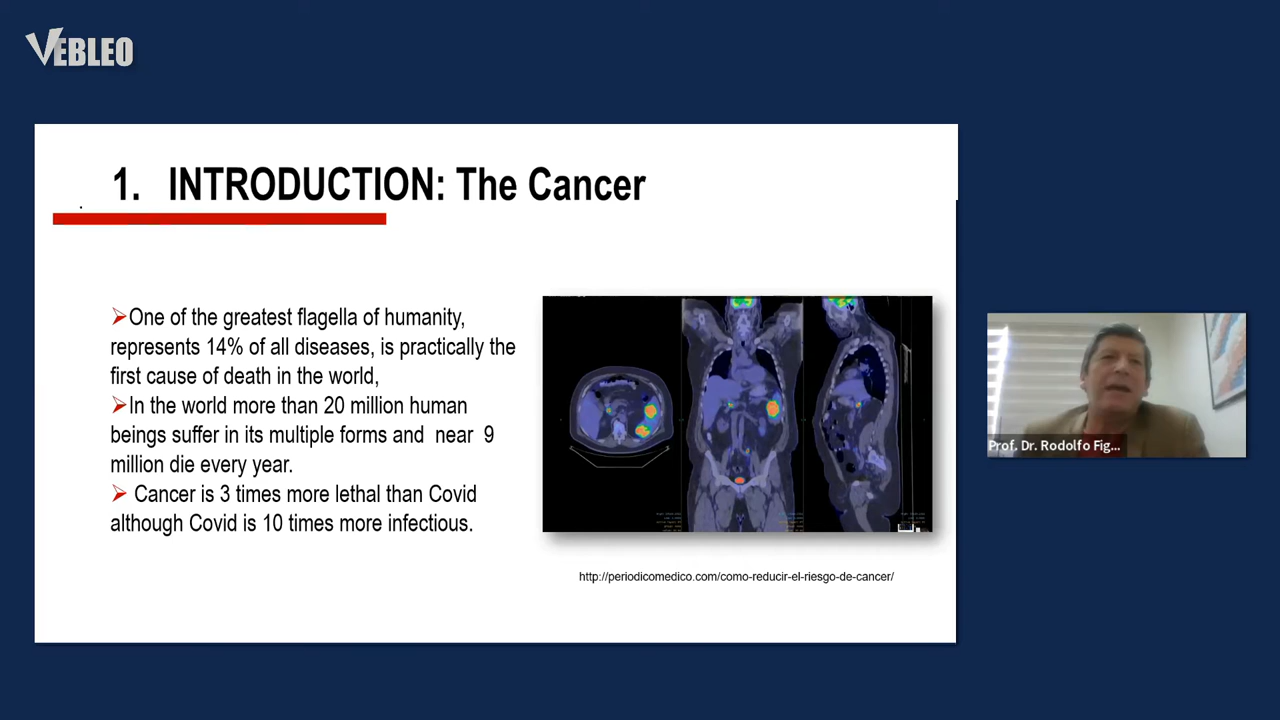 VEBLEO
1. INTRODUCTION: The Cancer
➢One of the greatest flagella of humanity,
represents 14% of all diseases, is practically the
first cause of death in the world,
➢In the world more than 20 million human
beings suffer in its multiple forms and near 9
million die every year.
➢ Cancer is 3 times more lethal than Covid
although Covid is 10 times more infectious.
http://periodicomedico.com/como-reducir-el-riesgo-de-cancer/
Prof. Dr. Rodolfo Fig...